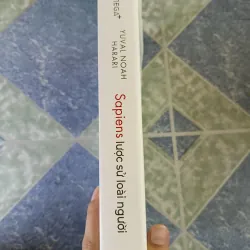 YUVAL NOAH
HARARI
Sapiens lược sử loài người